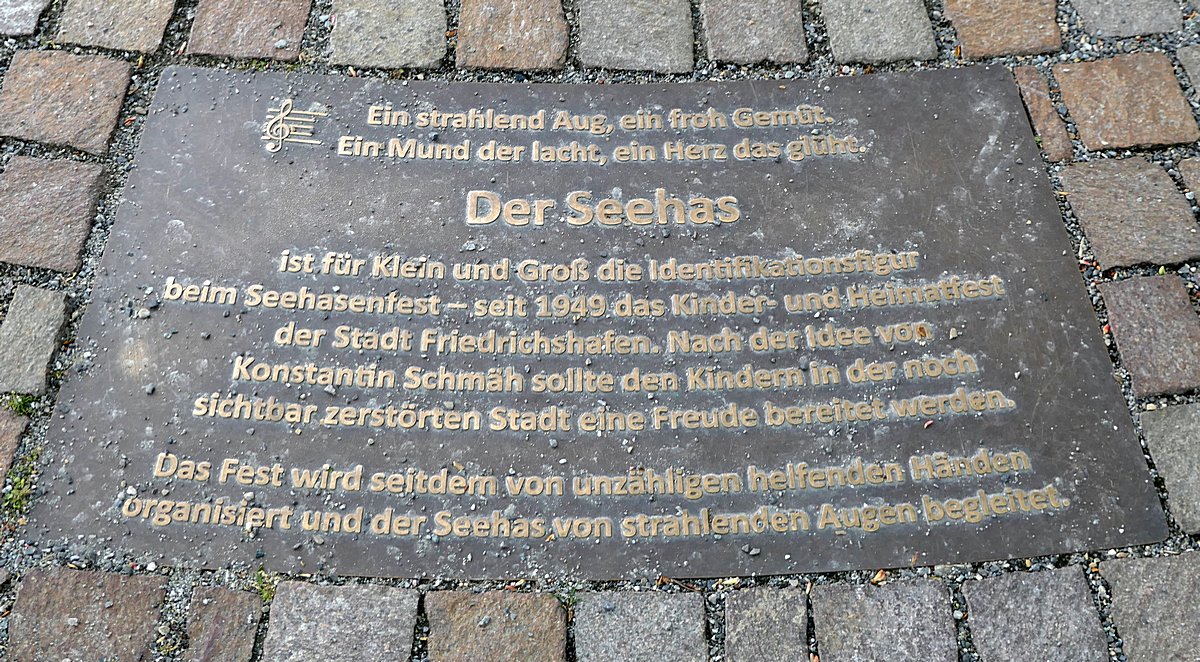 Ein strahlend Aug, ein froh Gemüt.
Ein Mund der lacht, ein Herz das glüht.
Der Seehas
ist für Klein und Groß die Identifikationsfigur
beim Seehasenfest – seit 1949 das Kinder- und Heimatfest
der Stadt Friedrichshafen. Nach der Idee von
Konstantin Schmäh sollte den Kindern in der noch
sichtbar zerstörten Stadt eine Freude bereitet werden.
Das Fest wird seitdem von unzähligen helfenden Händen
organisiert und der Seehas von strahlenden Augen begleitet.